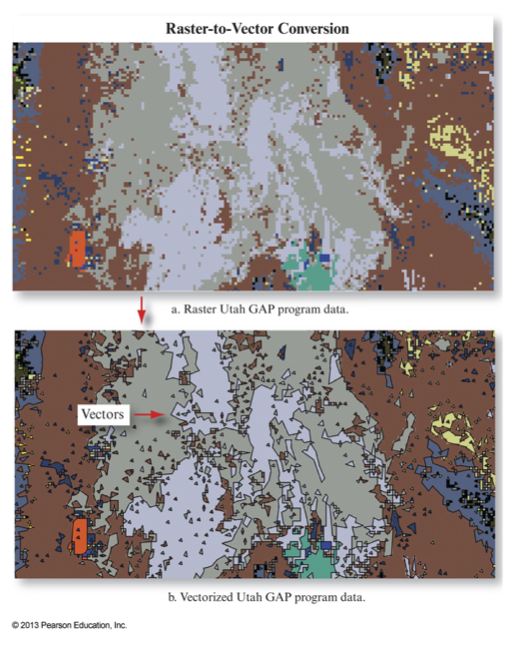 Raster-to-Vector Conversion
a. Raster Utah GAP program data.
Vectors
b. Vectorized Utah GAP program data.
© 2013 Pearson Education, Inc.